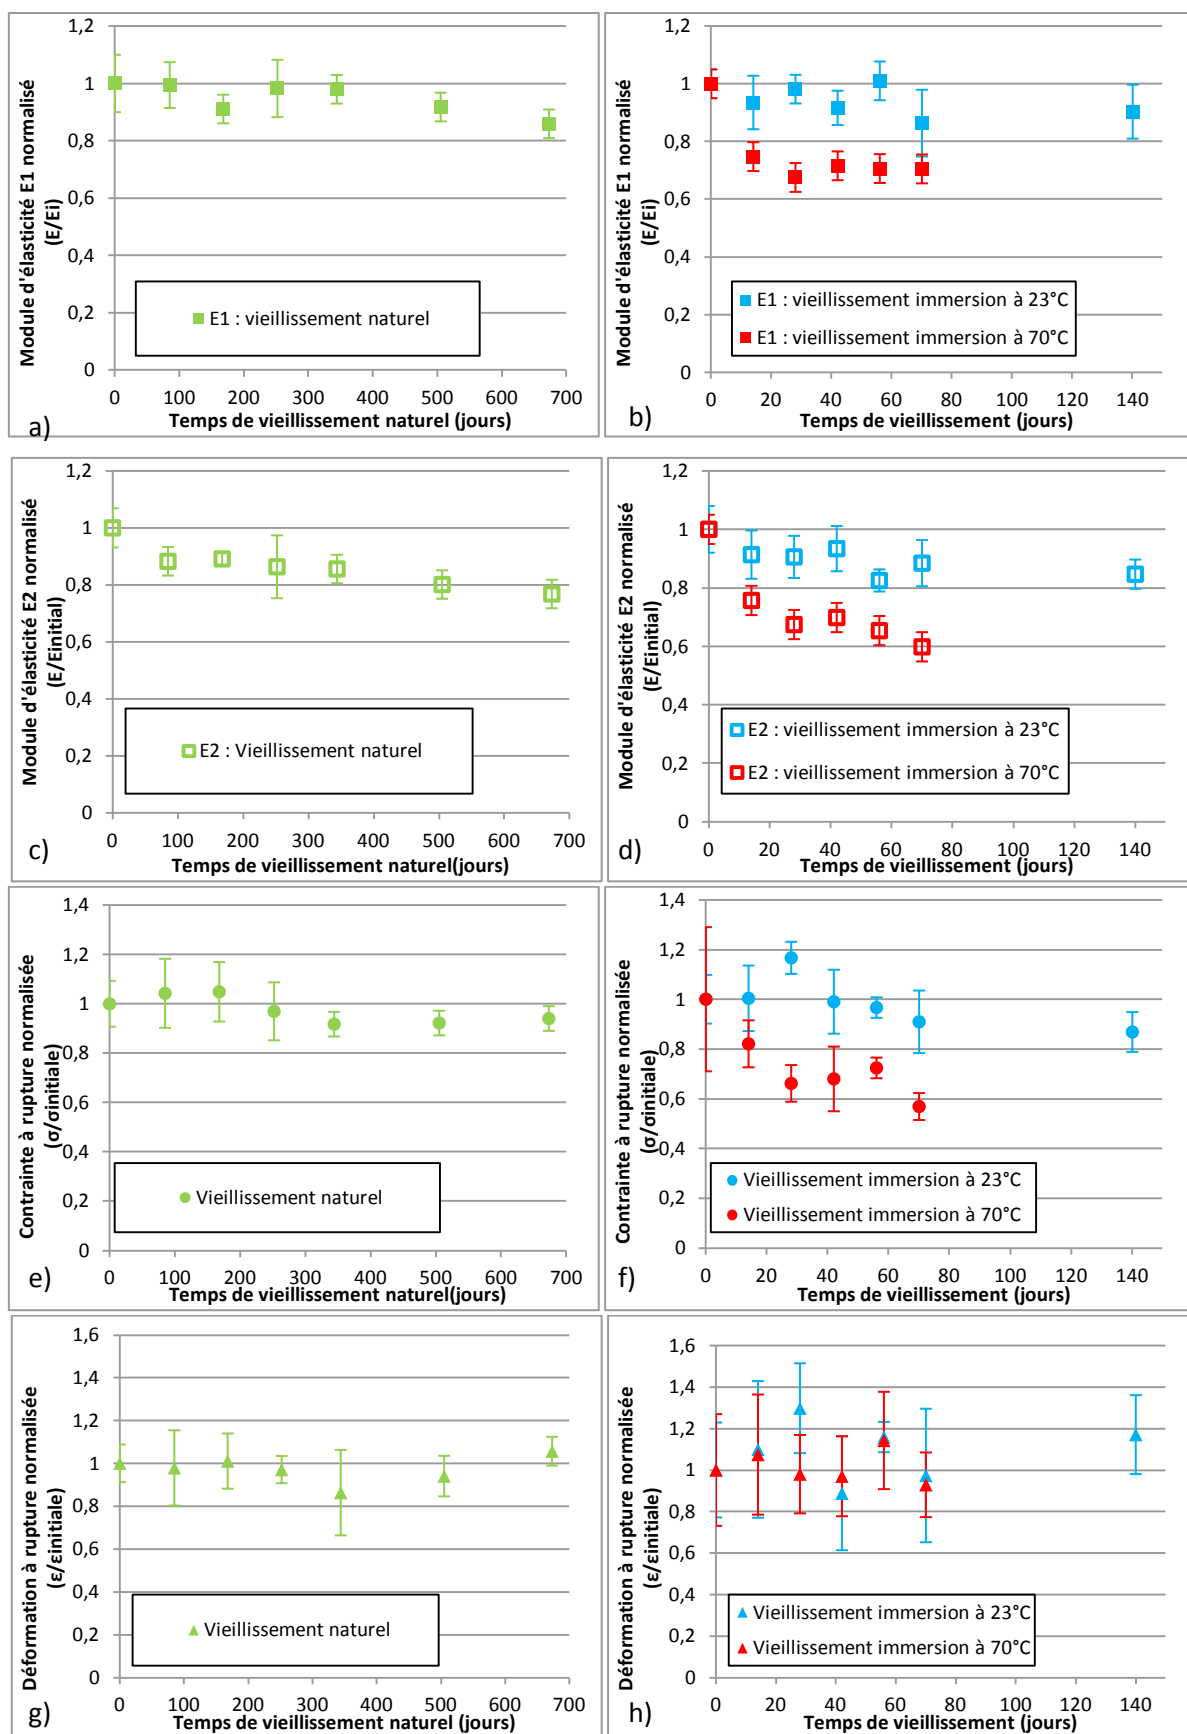 Module d'élasticité E1 normalisé
(E/Ei)
1,2
1
0,8
0,6
0,4
0,2
0
E1 : vieillissement naturel
0 100 200 300 400 500 600 700
Temps de vieillissement naturel (jours)
a)
Module d'élasticité E1 normalisé
(E/Ei)
1,2
1
0,8
0,6
0,4
0,2
0
E1 : vieillissement immersion à 23°C
E1 : vieillissement immersion à 70°C
0 20 40 60 80 100 120 140
Temps de vieillissement (jours)
b)
Module d'élasticité E2 normalisé
(E/Einitial)
1,2
1
0,8
0,6
0,4
0,2
0
E2 : Vieillissement naturel
0 100 200 300 400 500 600 700
Temps de vieillissement naturel(jours)
c)
Module d'élasticité E2 normalisé
(E/Einitial)
1,2
1
0,8
0,6
0,4
0,2
0
E2 : vieillissement immersion à 23°C
E2 : vieillissement immersion à 70°C
0 20 40 60 80 100 120 140
Temps de vieillissement (jours)
d)
Contrainte à rupture normalisée
(σ/σinitiale)
1,4
1,2
1
0,8
0,6
0,4
0,2
0
Vieillissement naturel
0 100 200 300 400 500 600 700
Temps de vieillissement naturel(jours)
e)
Contrainte à rupture normalisée
(σ/σinitiale)
1,4
1,2
1
0,8
0,6
0,4
0,2
0
Vieillissement immersion à 23°C
Vieillissement immersion à 70°C
0 20 40 60 80 100 120 140
Temps de vieillissement (jours)
f)
Déformation à rupture normalisée
(ε/εinitiale)
1,6
1,4
1,2
1
0,8
0,6
0,4
0,2
0
Vieillissement naturel
0 100 200 300 400 500 600 700
Temps de vieillissement naturel(jours)
g)
Déformation à rupture normalisée
(ε/εinitiale)
1,6
1,4
1,2
1
0,8
0,6
0,4
0,2
0
Vieillissement immersion à 23°C
Vieillissement immersion à 70°C
0 20 40 60 80 100 120 140
Temps de vieillissement (jours)
h)